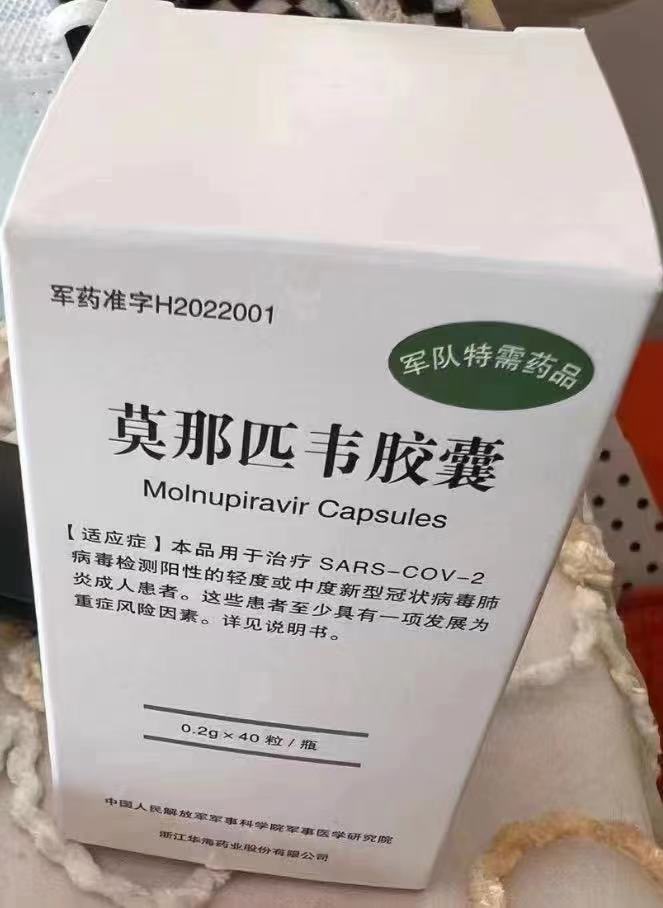 军药准字H2022001
军队特需药品
莫那匹韦胶囊
Molnupiravir Capsules
【适应症】本品用于治疗 SARS-COV-2
病毒检测阳性的轻度或中度新型冠状病毒肺
炎成人患者。这些患者至少具有一项发展为
重症风险因素。详见说明书。
0.2g×40 粒/瓶
中国人民解放军军事科学院军事医学研究院
浙江华海药业股份有限公司